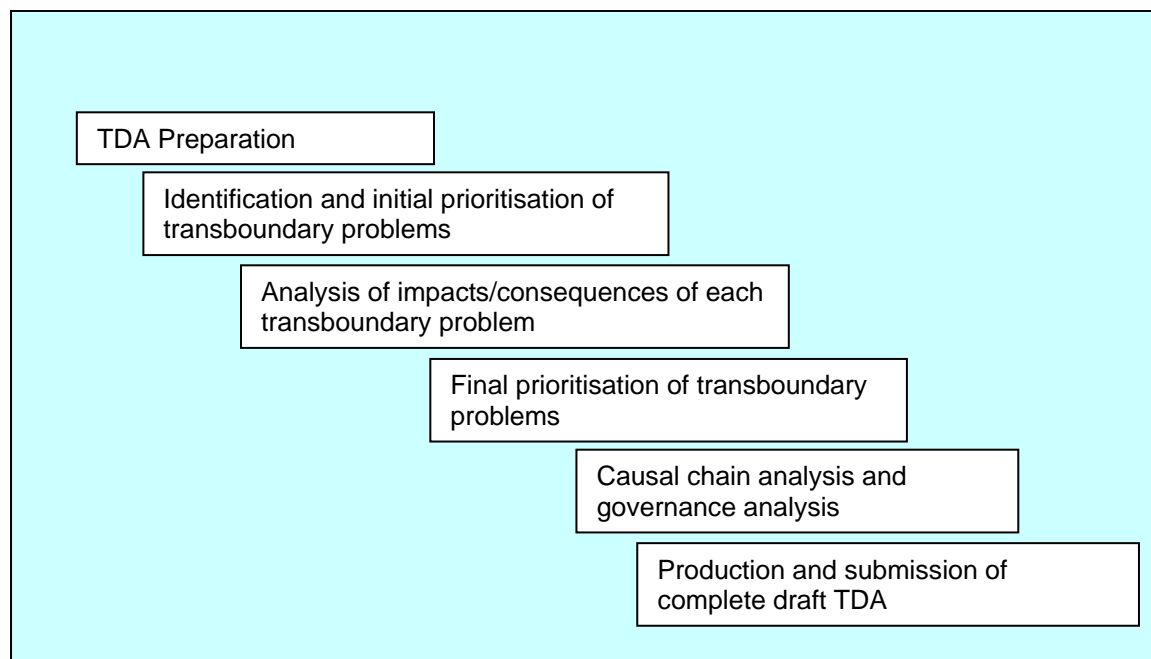 TDA Preparation
Identification and initial prioritisation of
transboundary problems
Analysis of impacts/consequences of each
transboundary problem
Final prioritisation of transboundary
problems
Causal chain analysis and
governance analysis
Production and submission of
complete draft TDA